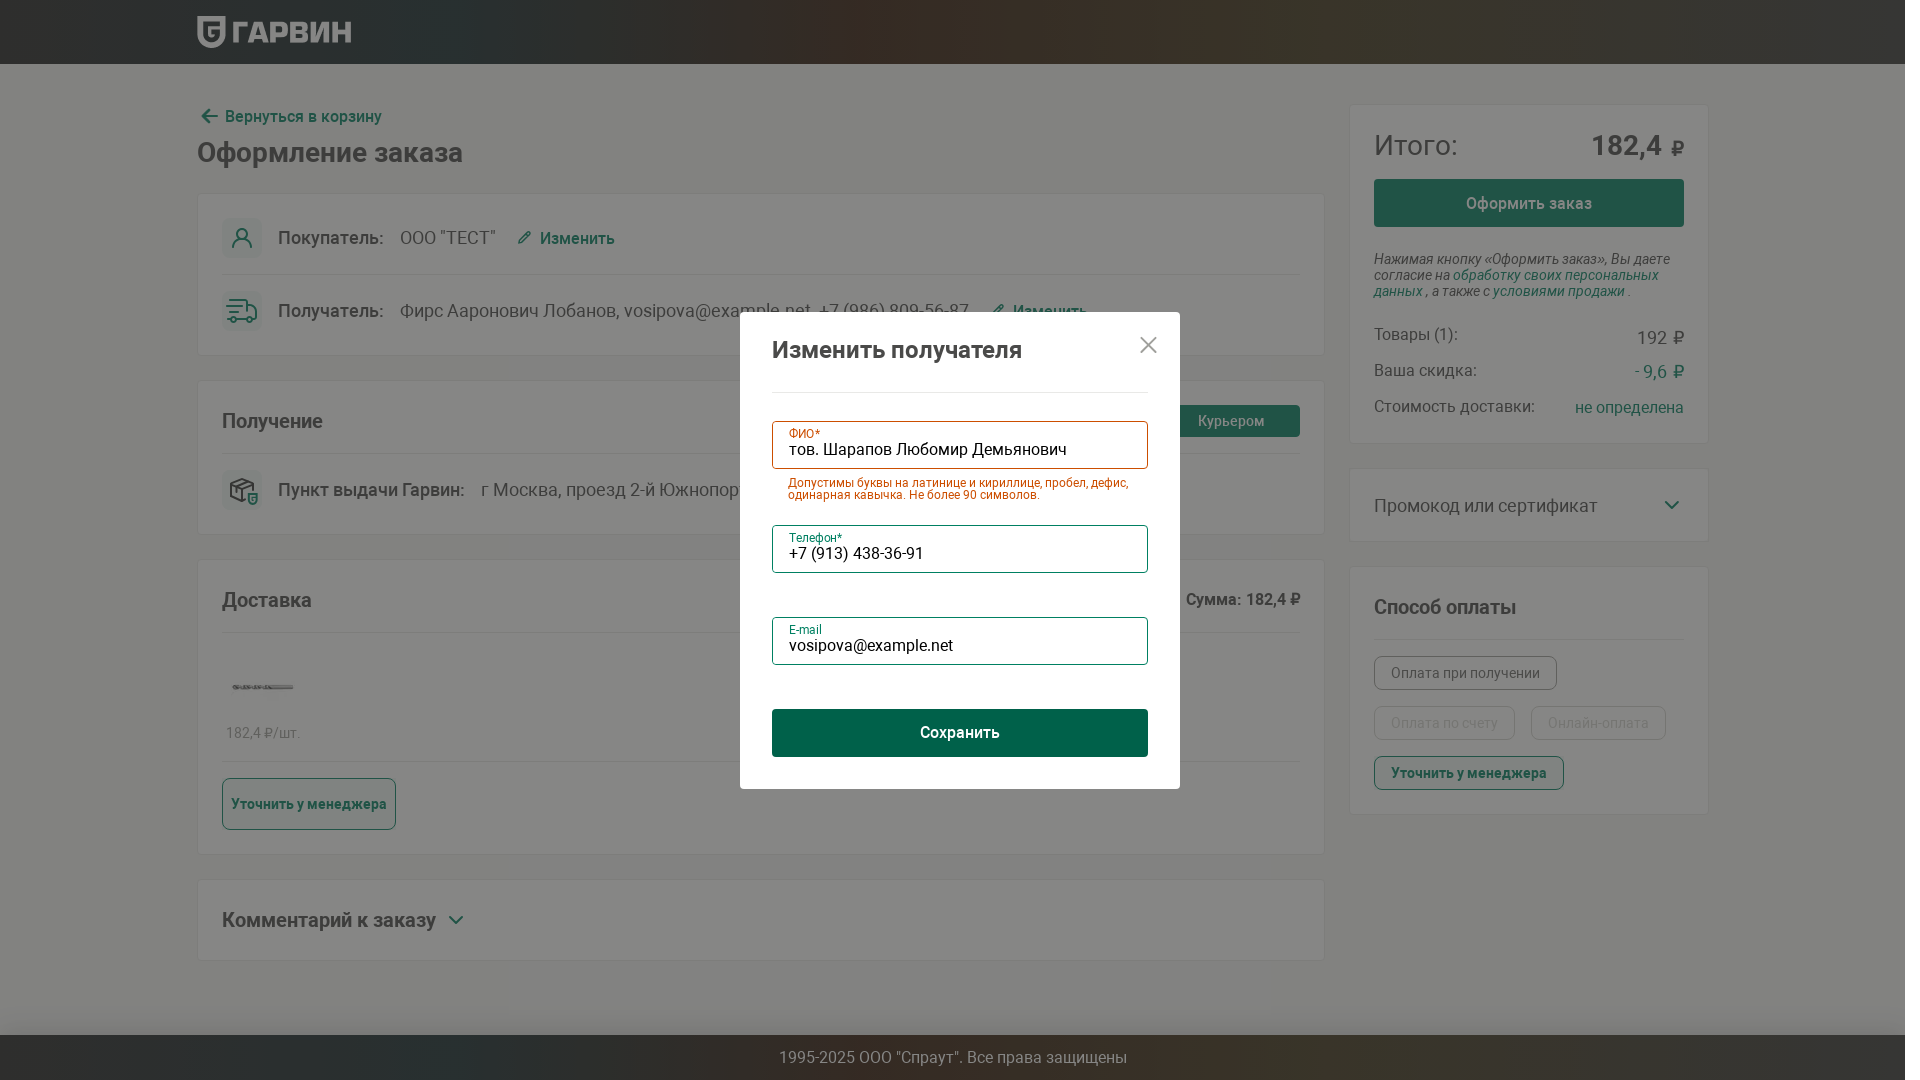 ГАРВИН
Вернуться в корзину
Оформление заказа
Покупатель: ООО "ТЕСТ" Изменить
Получатель: Фирс Ааронович Лобанов, vosipova@example.net, +7 (986) 809-56-87 Изменить
Получение
Курьером
Пункт выдачи Гарвин: г Москва, проезд 2-й
Доставка
Сумма: 182,4 ₽
182,4 ₽/шт.
Уточнить у менеджера
Комментарий к заказу
Изменить получателя
ФИО*
тов. Шарапов Любомир Демьянович
Допустимы буквы на латинице и кириллице, пробел, дефис,
одинарная кавычка. Не более 90 символов.
Телефон*
+7 (913) 438-36-91
E-mail
vosipova@example.net
Сохранить
Итого: 182,4 ₽
Оформить заказ
Нажимая кнопку «Оформить заказ», Вы даете
согласие на обработку своих персональных
данных , а также с условиями продажи .
Товары (1): 192 ₽
Ваша скидка: - 9,6 ₽
Стоимость доставки: не определена
Промокод или сертификат
Способ оплаты
Оплата при получении
Оплата по счету Онлайн-оплата
Уточнить у менеджера
1995-2025 ООО "Спраут". Все права защищены